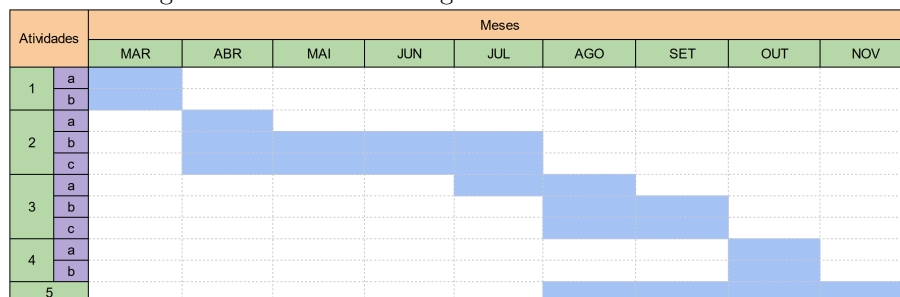 Atividades
Meses
MAR ABR MAI JUN JUL AGO SET OUT NOV
1
a
b
2
a
b
c
3
a
b
c
4
a
b
5